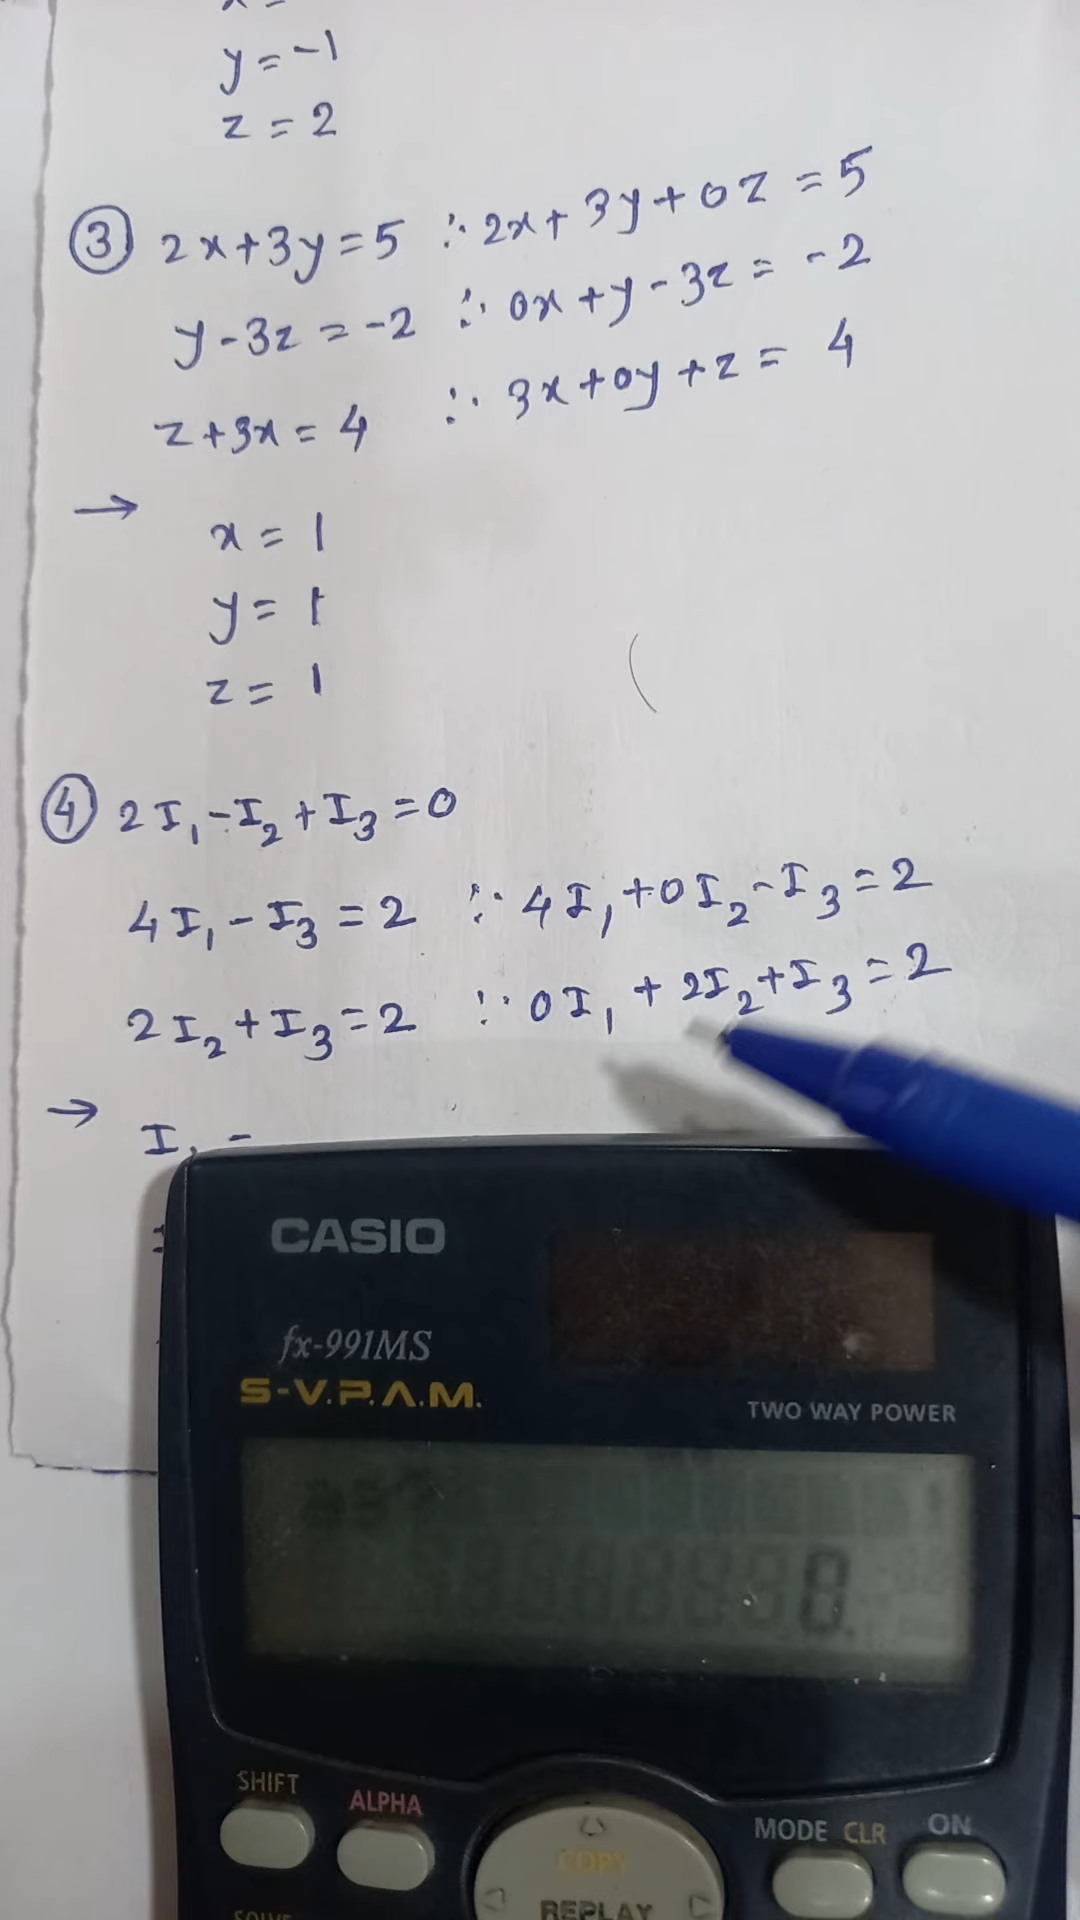 y = -1
z = 2
③ 2x+3y=5 ∴ 2x+3y+0z=5
y-3z=-2 ∴ 0x+y-3z=-2
z+3x=4 ∴ 3x+0y+z=4
→
x = 1
y = 1
z = 1
④ 2I₁-I₂+I₃=0
4I₁-I₃=2 ∴ 4I₁+0I₂-I₃=2
2I₂+I₃=2 ∴ 0I₁+2I₂+I₃=2
→
CASIO
fx-991MS
S-V.P.A.M.
TWO WAY POWER
SHIFT
ALPHA
MODE CLR
ON
COPY
REPLAY